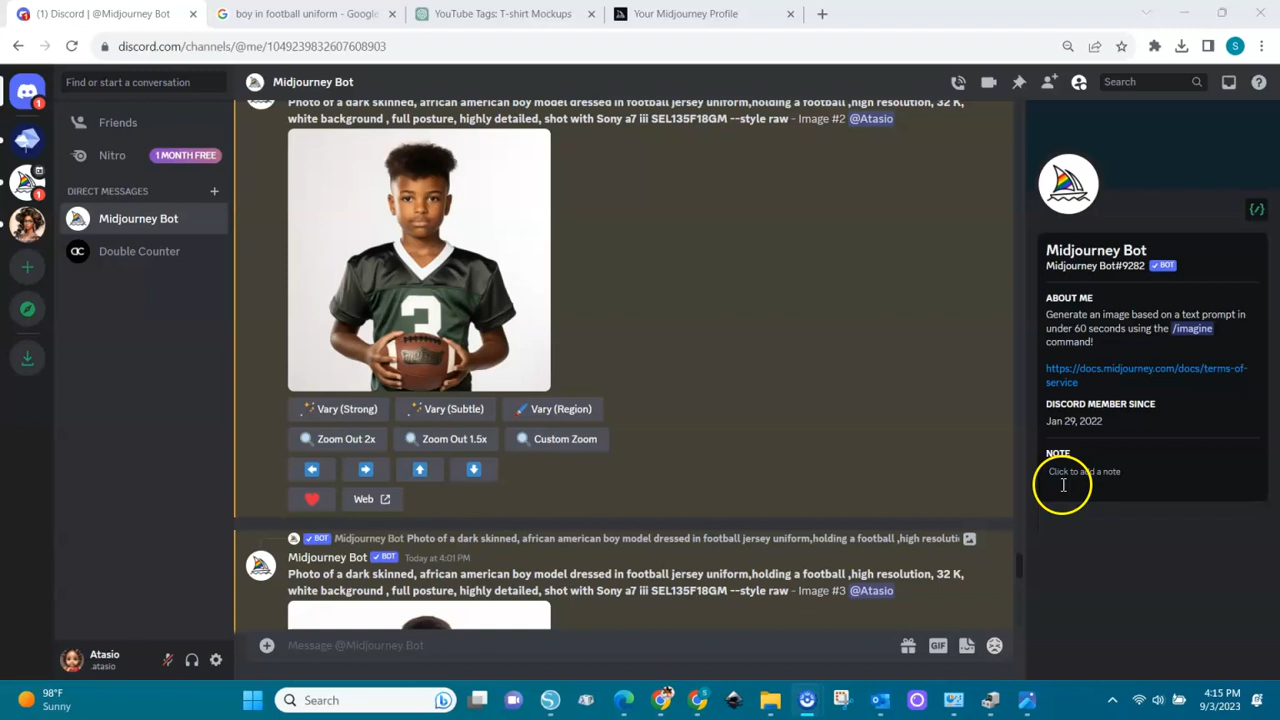 (1) Discord | @Midjourney Bot
boy in football uniform - Google
YouTube Tags: T-shirt Mockups
Your Midjourney Profile
discord.com/channels/@me/1049239832607608903
S
Find or start a conversation
Midjourney Bot
Search
1
Friends
Nitro
1 MONTH FREE
DIRECT MESSAGES
1
Midjourney Bot
Double Counter
Photo of a dark skinned, african american boy model dressed in football jersey uniform,holding a football ,high resolution, 32 K,
white background , full posture, highly detailed, shot with Sony a7 iii SEL135F18GM --style raw - Image #2 @Atasio
3
Vary (Strong)
Vary (Subtle)
Vary (Region)
Zoom Out 2x
Zoom Out 1.5x
Custom Zoom
Web
BOT Midjourney Bot Photo of a dark skinned, african american boy model dressed in football jersey uniform,holding a football ,high resolutio
Midjourney Bot BOT Today at 4:01 PM
Photo of a dark skinned, african american boy model dressed in football jersey uniform,holding a football ,high resolution, 32 K,
white background , full posture, highly detailed, shot with Sony a7 iii SEL135F18GM --style raw - Image #3 @Atasio
Message @Midjourney Bot
GIF
Midjourney Bot
Midjourney Bot#9282 BOT
ABOUT ME
Generate an image based on a text prompt in
under 60 seconds using the /imagine
command!
https://docs.midjourney.com/docs/terms-of-
service
DISCORD MEMBER SINCE
Jan 29, 2022
NOTE
Click to add a note
Atasio
.atasio
98°F
Sunny
Search
4:15 PM
9/3/2023